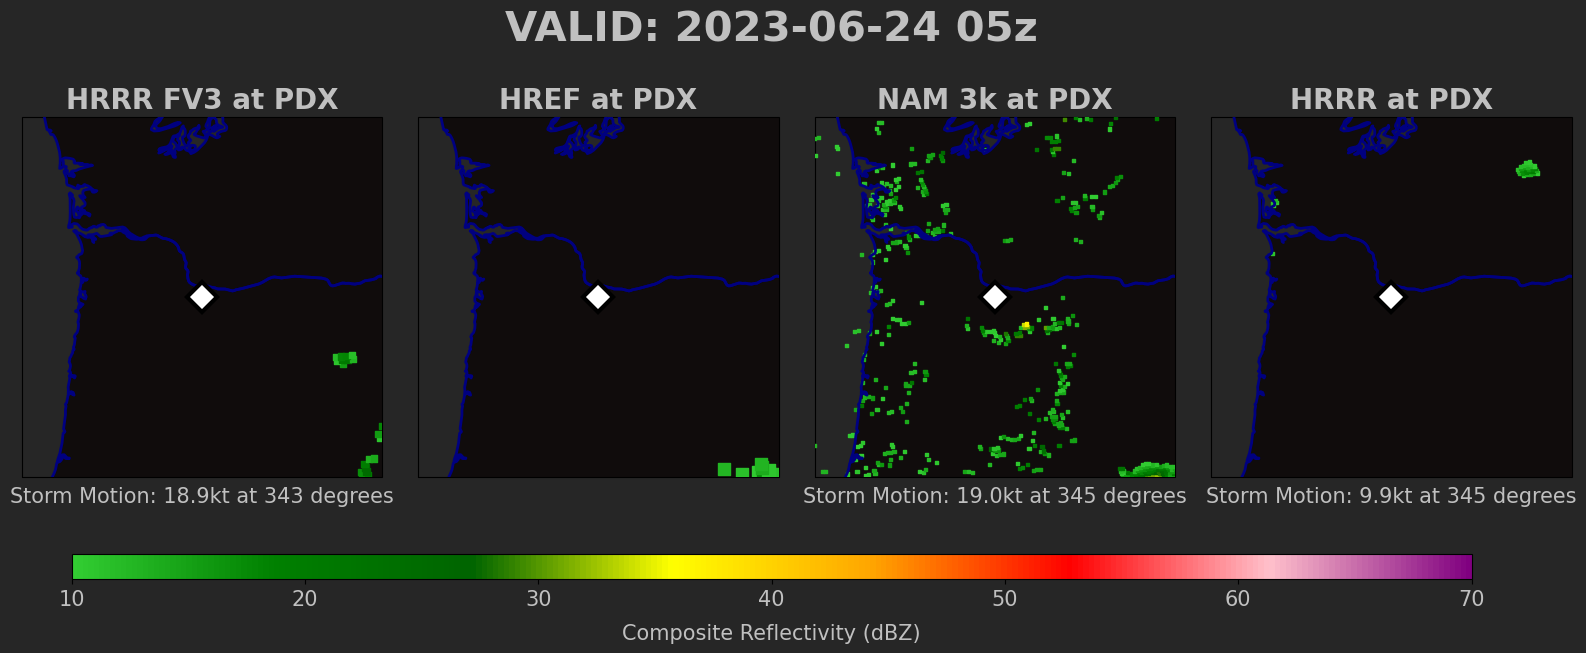 VALID: 2023-06-24 05z
HRRR FV3 at PDX
HREF at PDX
NAM 3k at PDX
HRRR at PDX
Storm Motion: 18.9kt at 343 degrees
Storm Motion: 19.0kt at 345 degrees
Storm Motion: 9.9kt at 345 degrees
10 20 30 40 50 60 70
Composite Reflectivity (dBZ)